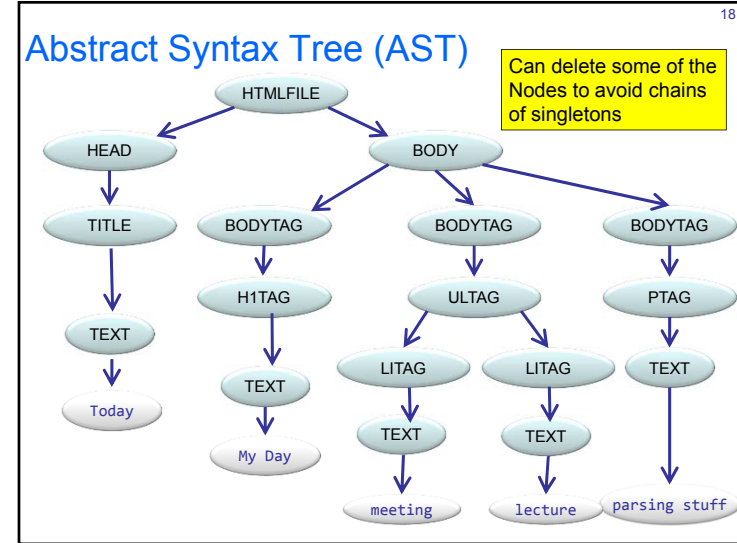 18
Abstract Syntax Tree (AST)
Can delete some of the
Nodes to avoid chains
of singletons
HTMLFILE
HEAD
BODY
TITLE
BODYTAG
BODYTAG
BODYTAG
H1TAG
ULTAG
PTAG
TEXT
LITAG
LITAG
TEXT
TEXT
Today
TEXT
TEXT
My Day
meeting
lecture
parsing stuff